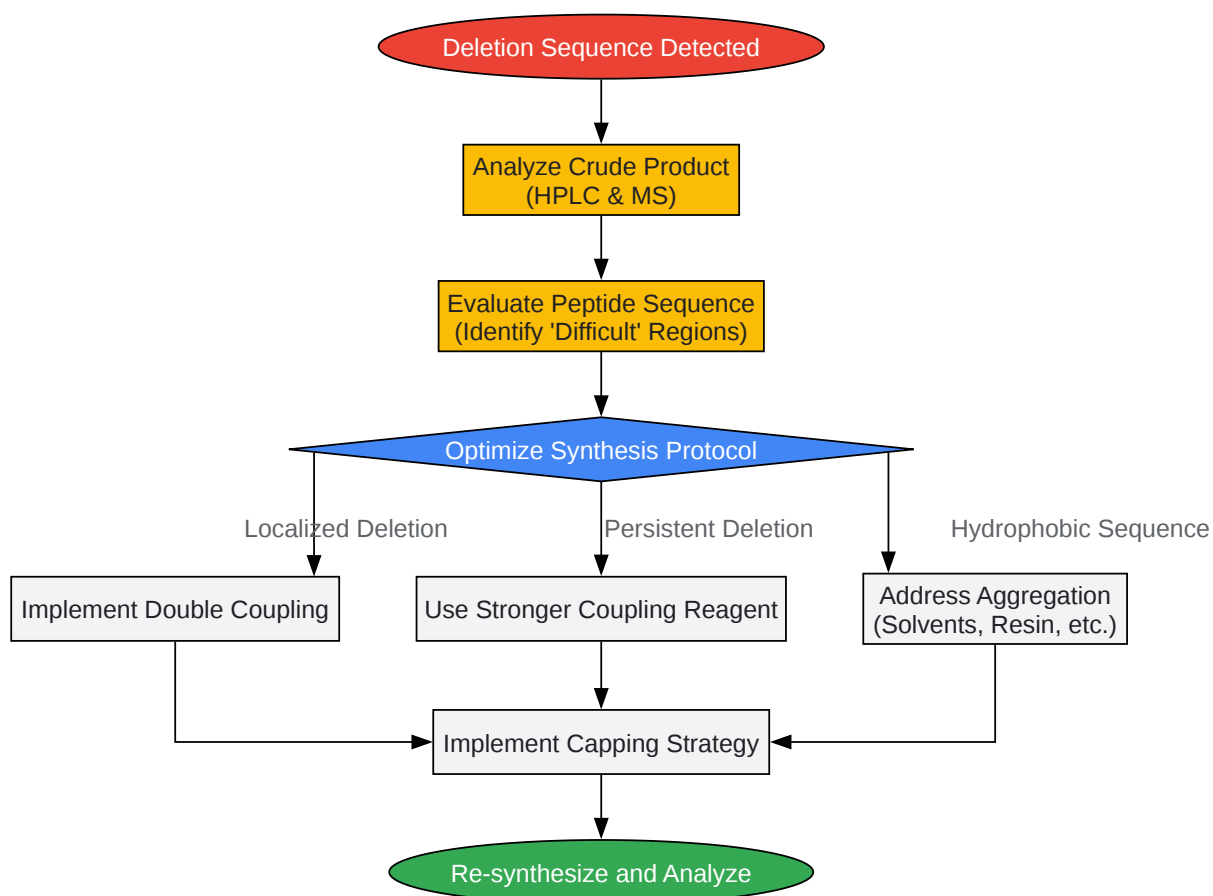 Deletion Sequence Detected
Analyze Crude Product
(HPLC & MS)
Evaluate Peptide Sequence
(Identify 'Difficult' Regions)
Optimize Synthesis Protocol
Localized Deletion
Persistent Deletion
Hydrophobic Sequence
Implement Double Coupling
Use Stronger Coupling Reagent
Address Aggregation
(Solvents, Resin, etc.)
Implement Capping Strategy
Re-synthesize and Analyze